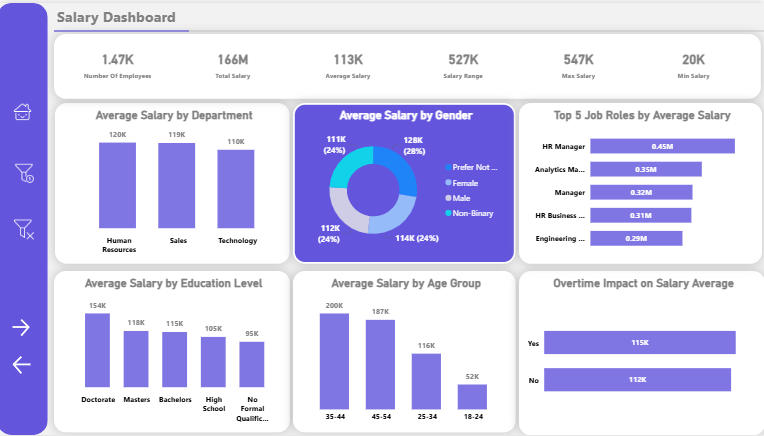 Salary Dashboard
1.47K
166M
113K
527K
547K
20K
Number Of Employees
Total Salary
Average Salary
Salary Range
Max Salary
Min Salary
Average Salary by Department
120K
119K
110K
Human
Resources
Sales
Technology
Average Salary by Gender
111K
(24%)
128K
(28%)
112K
(24%)
114K (24%)
Prefer Not ...
Female
Male
Non-Binary
Top 5 Job Roles by Average Salary
HR Manager
0.45M
Analytics Ma...
0.35M
Manager
0.32M
HR Business ...
0.31M
Engineering ...
0.29M
Average Salary by Education Level
154K
118K
115K
105K
95K
Doctorate
Masters
Bachelors
High
School
No
Formal
Qualific...
Average Salary by Age Group
200K
187K
116K
52K
35-44
45-54
25-34
18-24
Overtime Impact on Salary Average
Yes
115K
No
112K